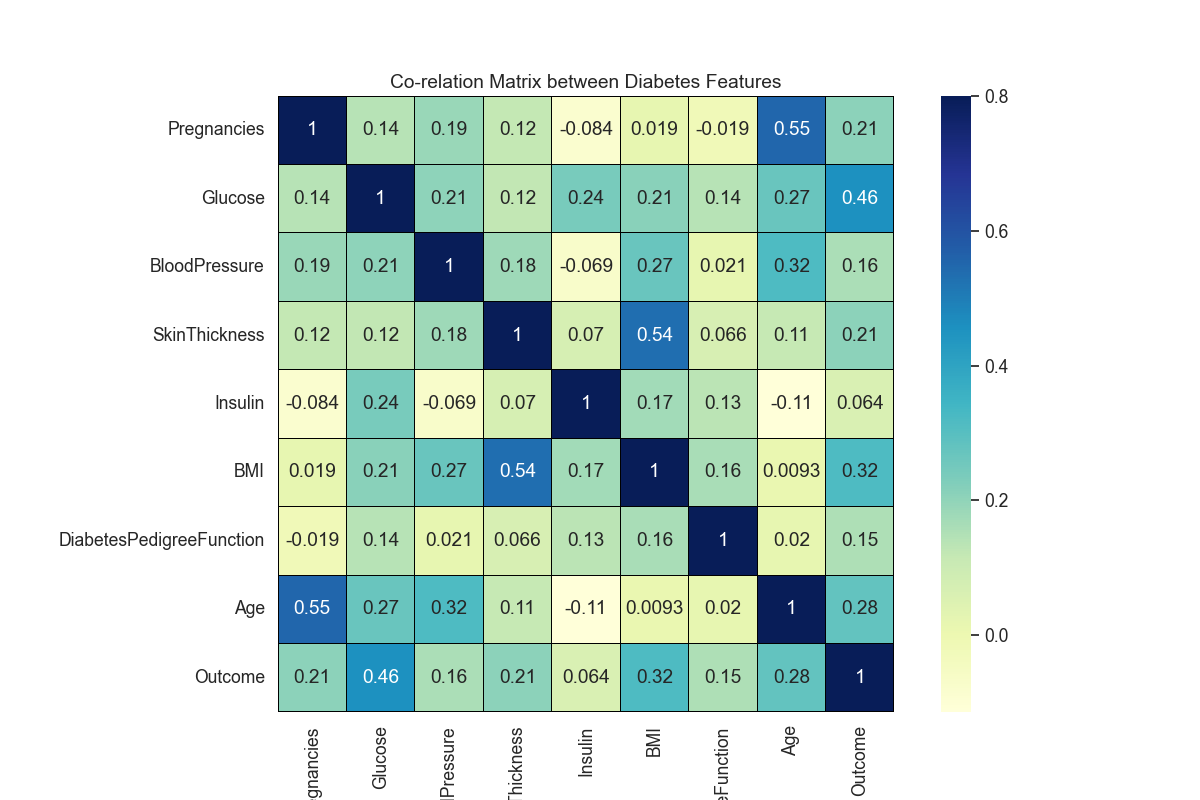 Co-relation Matrix between Diabetes Features
Pregnancies 1 0.14 0.19 0.12 -0.084 0.019 -0.019 0.55 0.21
Glucose 0.14 1 0.21 0.12 0.24 0.21 0.14 0.27 0.46
BloodPressure 0.19 0.21 1 0.18 -0.069 0.27 0.021 0.32 0.16
SkinThickness 0.12 0.12 0.18 1 0.07 0.54 0.066 0.11 0.21
Insulin -0.084 0.24 -0.069 0.07 1 0.17 0.13 -0.11 0.064
BMI 0.019 0.21 0.27 0.54 0.17 1 0.16 0.0093 0.32
DiabetesPedigreeFunction -0.019 0.14 0.021 0.066 0.13 0.16 1 0.02 0.15
Age 0.55 0.27 0.32 0.11 -0.11 0.0093 0.02 1 0.28
Outcome 0.21 0.46 0.16 0.21 0.064 0.32 0.15 0.28 1
gnancies
Glucose
lPressure
Thickness
Insulin
BMI
eFunction
Age
Outcome
0.8
0.6
0.4
0.2
0.0